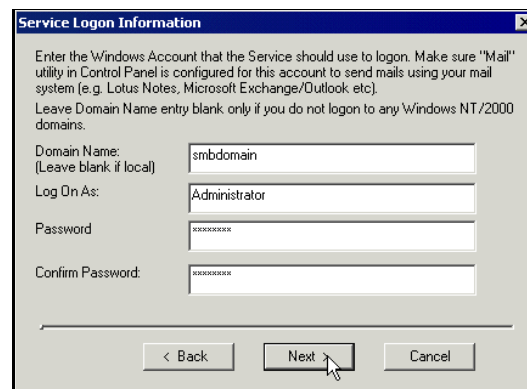 Service Logon Information
Enter the Windows Account that the Service should use to logon. Make sure "Mail"
utility in Control Panel is configured for this account to send mails using your mail
system (e.g. Lotus Notes, Microsoft Exchange/Outlook etc).
Leave Domain Name entry blank only if you do not logon to any Windows NT/2000
domains.
Domain Name:
(Leave blank if local)
smbdomain
Log On As:
Administrator
Password
xxxxxxxx
Confirm Password:
xxxxxxxx
< Back
Next >
Cancel